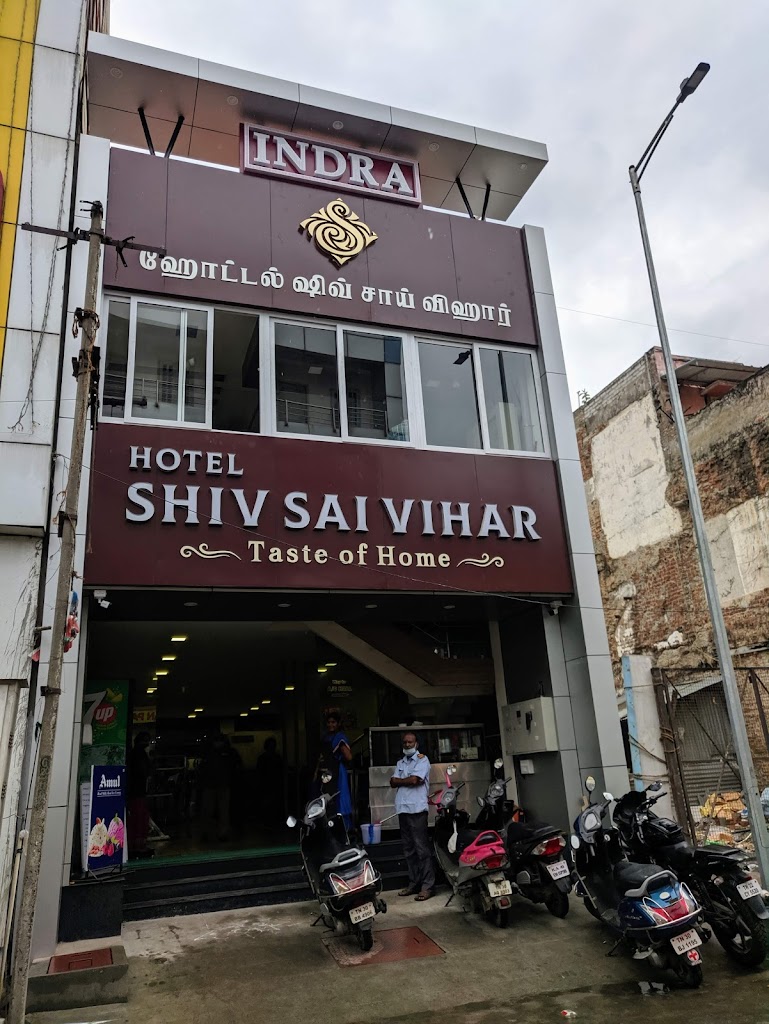 INDRA
ஹோட்டல் ஷிவ் சாய் விஹார்
HOTEL
SHIV SAI VIHAR
Taste of Home
7up
Amul